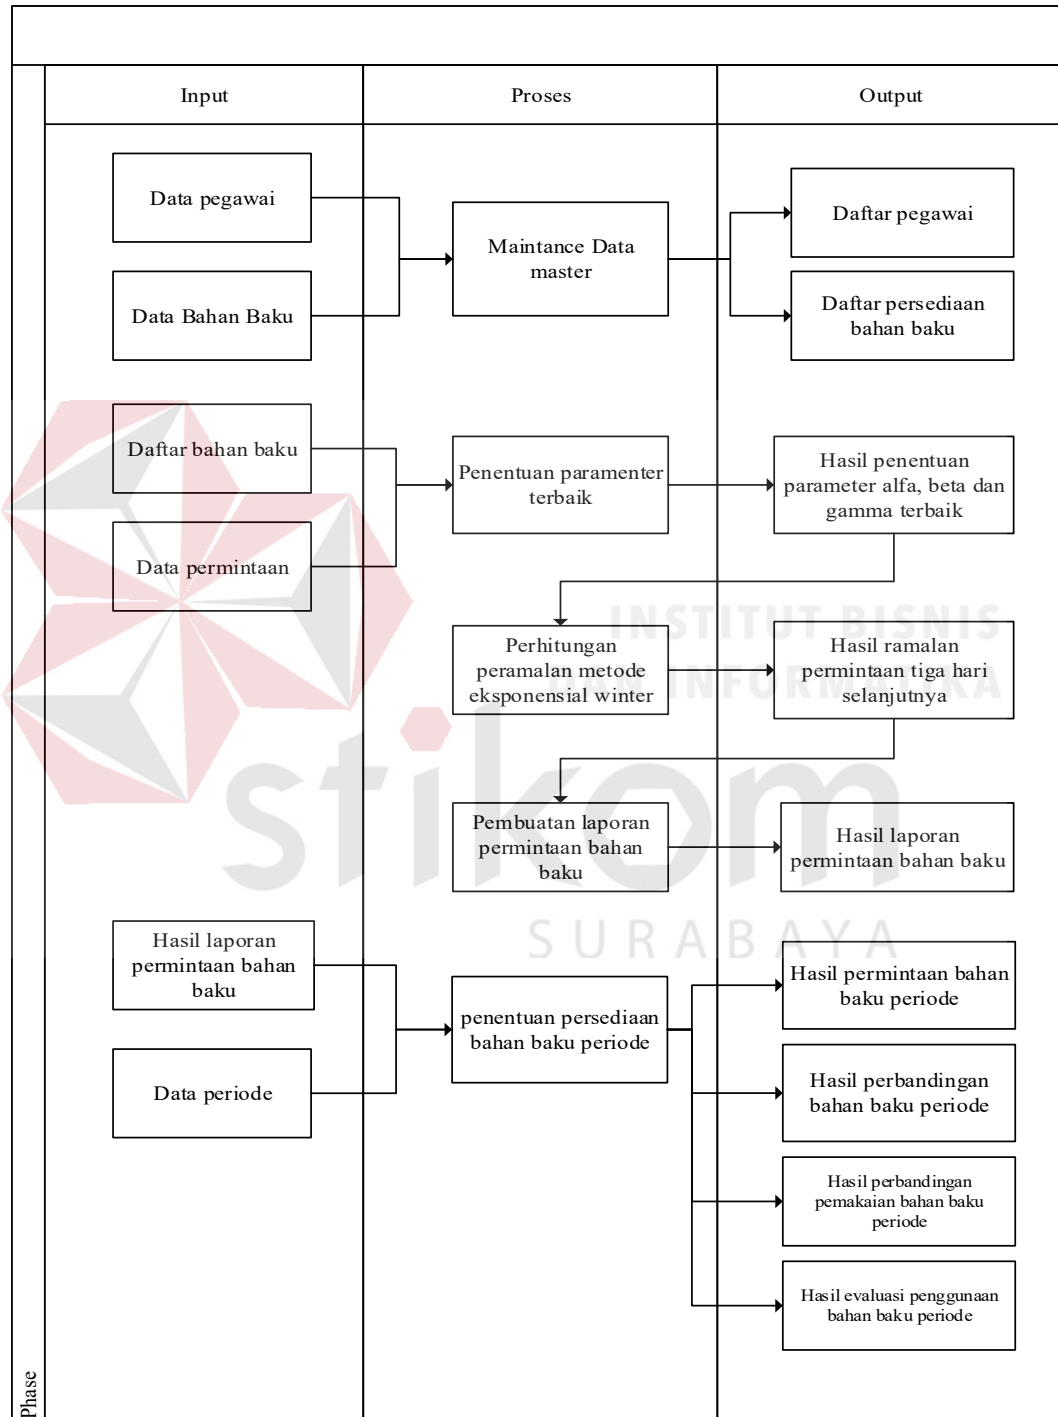 Input
Proses
Output
Data pegawai
Data Bahan Baku
Maintance Data
master
Daftar pegawai
Daftar persediaan
bahan baku
Daftar bahan baku
Data permintaan
Penentuan paramenter
terbaik
Hasil penentuan
parameter alfa, beta dan
gamma terbaik
Perhitungan
peramalan metode
eksponensial winter
Hasil ramalan
permintaan tiga hari
selanjutnya
Pembuatan laporan
permintaan bahan
baku
Hasil laporan
permintaan bahan baku
Hasil laporan
permintaan bahan
baku
Data periode
penentuan persediaan
bahan baku periode
Hasil permintaan bahan
baku periode
Hasil perbandingan
bahan baku periode
Hasil perbandingan
pemakaian bahan baku
periode
Hasil evaluasi penggunaan
bahan baku periode
Phase
INSTITUT BISNIS
DAN INFORMATIKA
stikom
SURABAYA